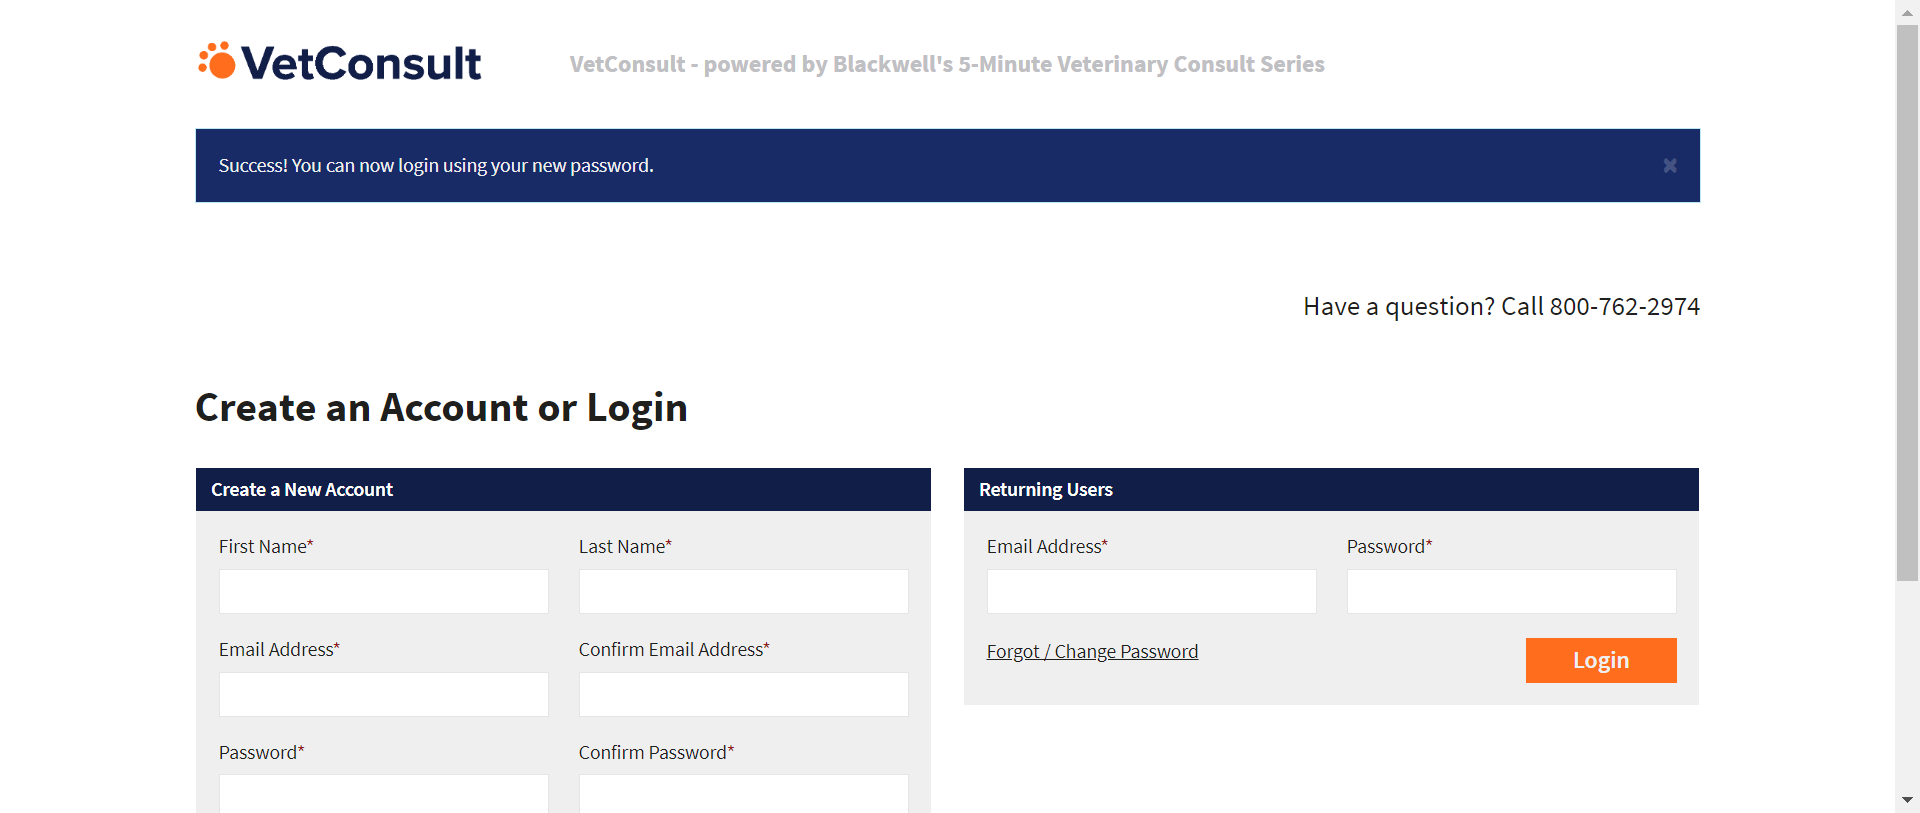 VetConsult
VetConsult - powered by Blackwell's 5-Minute Veterinary Consult Series
Success! You can now login using your new password.
Have a question? Call 800-762-2974
Create an Account or Login
Create a New Account
First Name*
Last Name*
Email Address*
Confirm Email Address*
Password*
Confirm Password*
Returning Users
Email Address*
Password*
Forgot / Change Password
Login